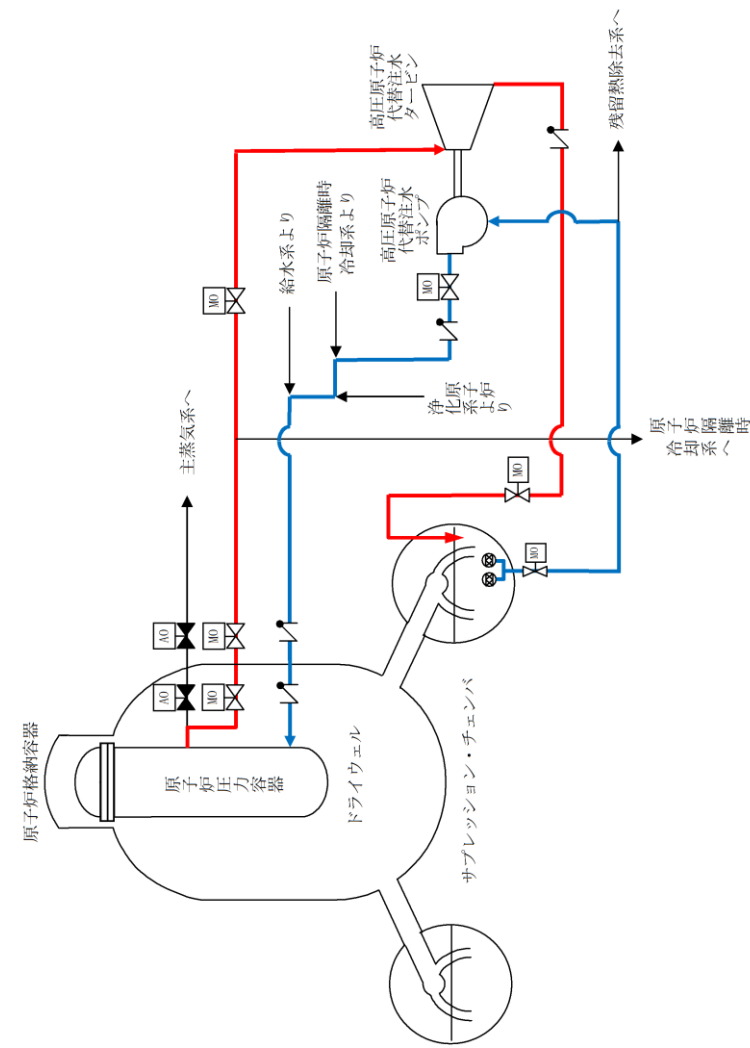 原子炉格納容器
原子炉圧力容器
ドライウェル
サプレッション・チェンバ
AO
AO
MO
MO
主蒸気系へ
MO
給水系より
原子炉隔離時
冷却系より
原子炉
浄化系より
MO
高圧原子炉
代替注水
ポンプ
高圧原子炉
代替注水
タービン
MO
MO
原子炉隔離時
冷却系へ
残留熱除去系へ